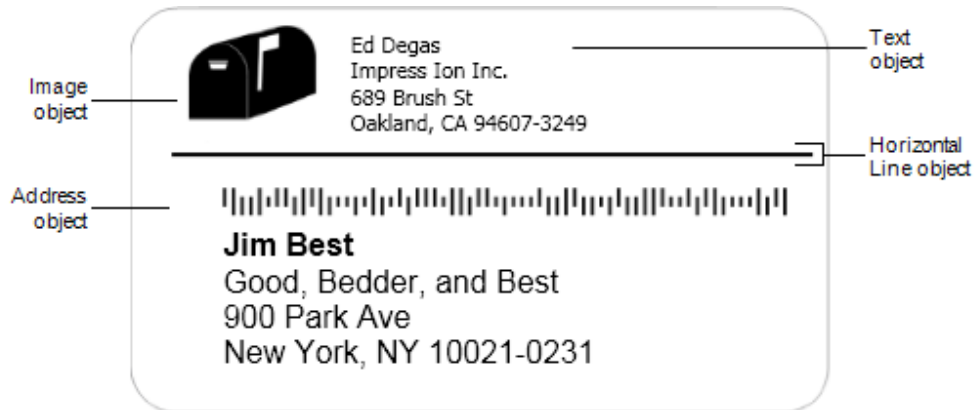 Ed Degas
Impress Ion Inc.
689 Brush St
Oakland, CA 94607-3249
Text
object
Image
object
Horizontal
Line object
Address
object
Jim Best
Good, Bedder, and Best
900 Park Ave
New York, NY 10021-0231